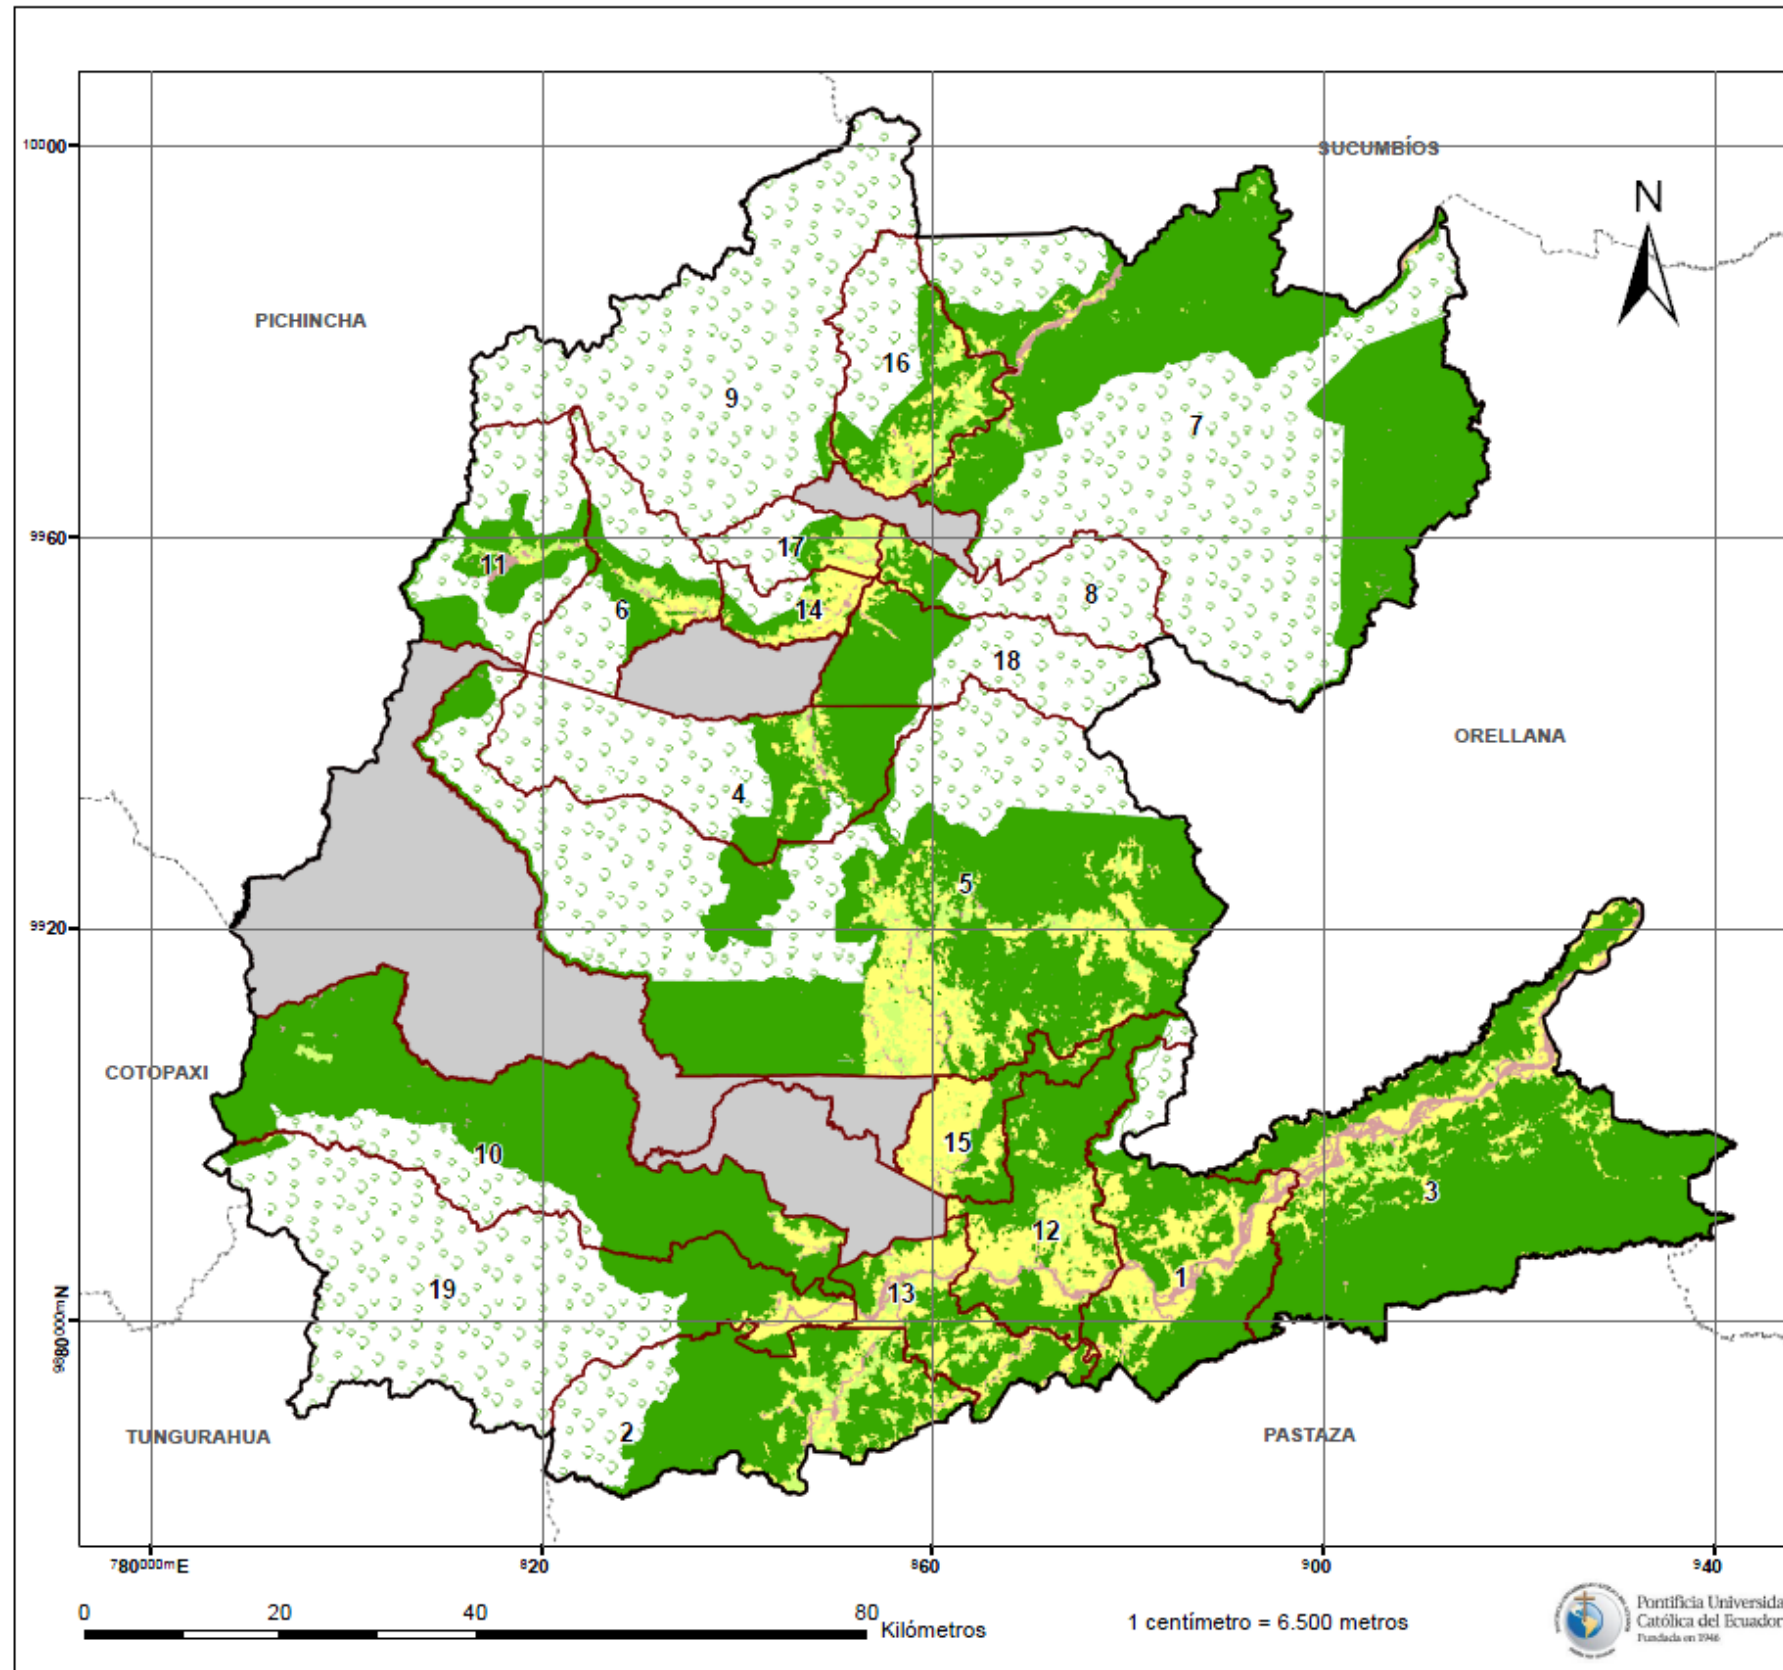 SUCUMBÍOS
N
PICHINCHA
ORELLANA
COTOPAXI
TUNGURAHUA
PASTAZA
16
9
7
17
11
6
14
8
18
4
5
15
10
3
12
1
19
13
2
10000
9960
9920
9880000mN
780000mE
820
860
900
940
0 20 40 80 Kilómetros
1 centímetro = 6.500 metros
Pontificia Universida
Católica del Ecuador
Fundada en 1946